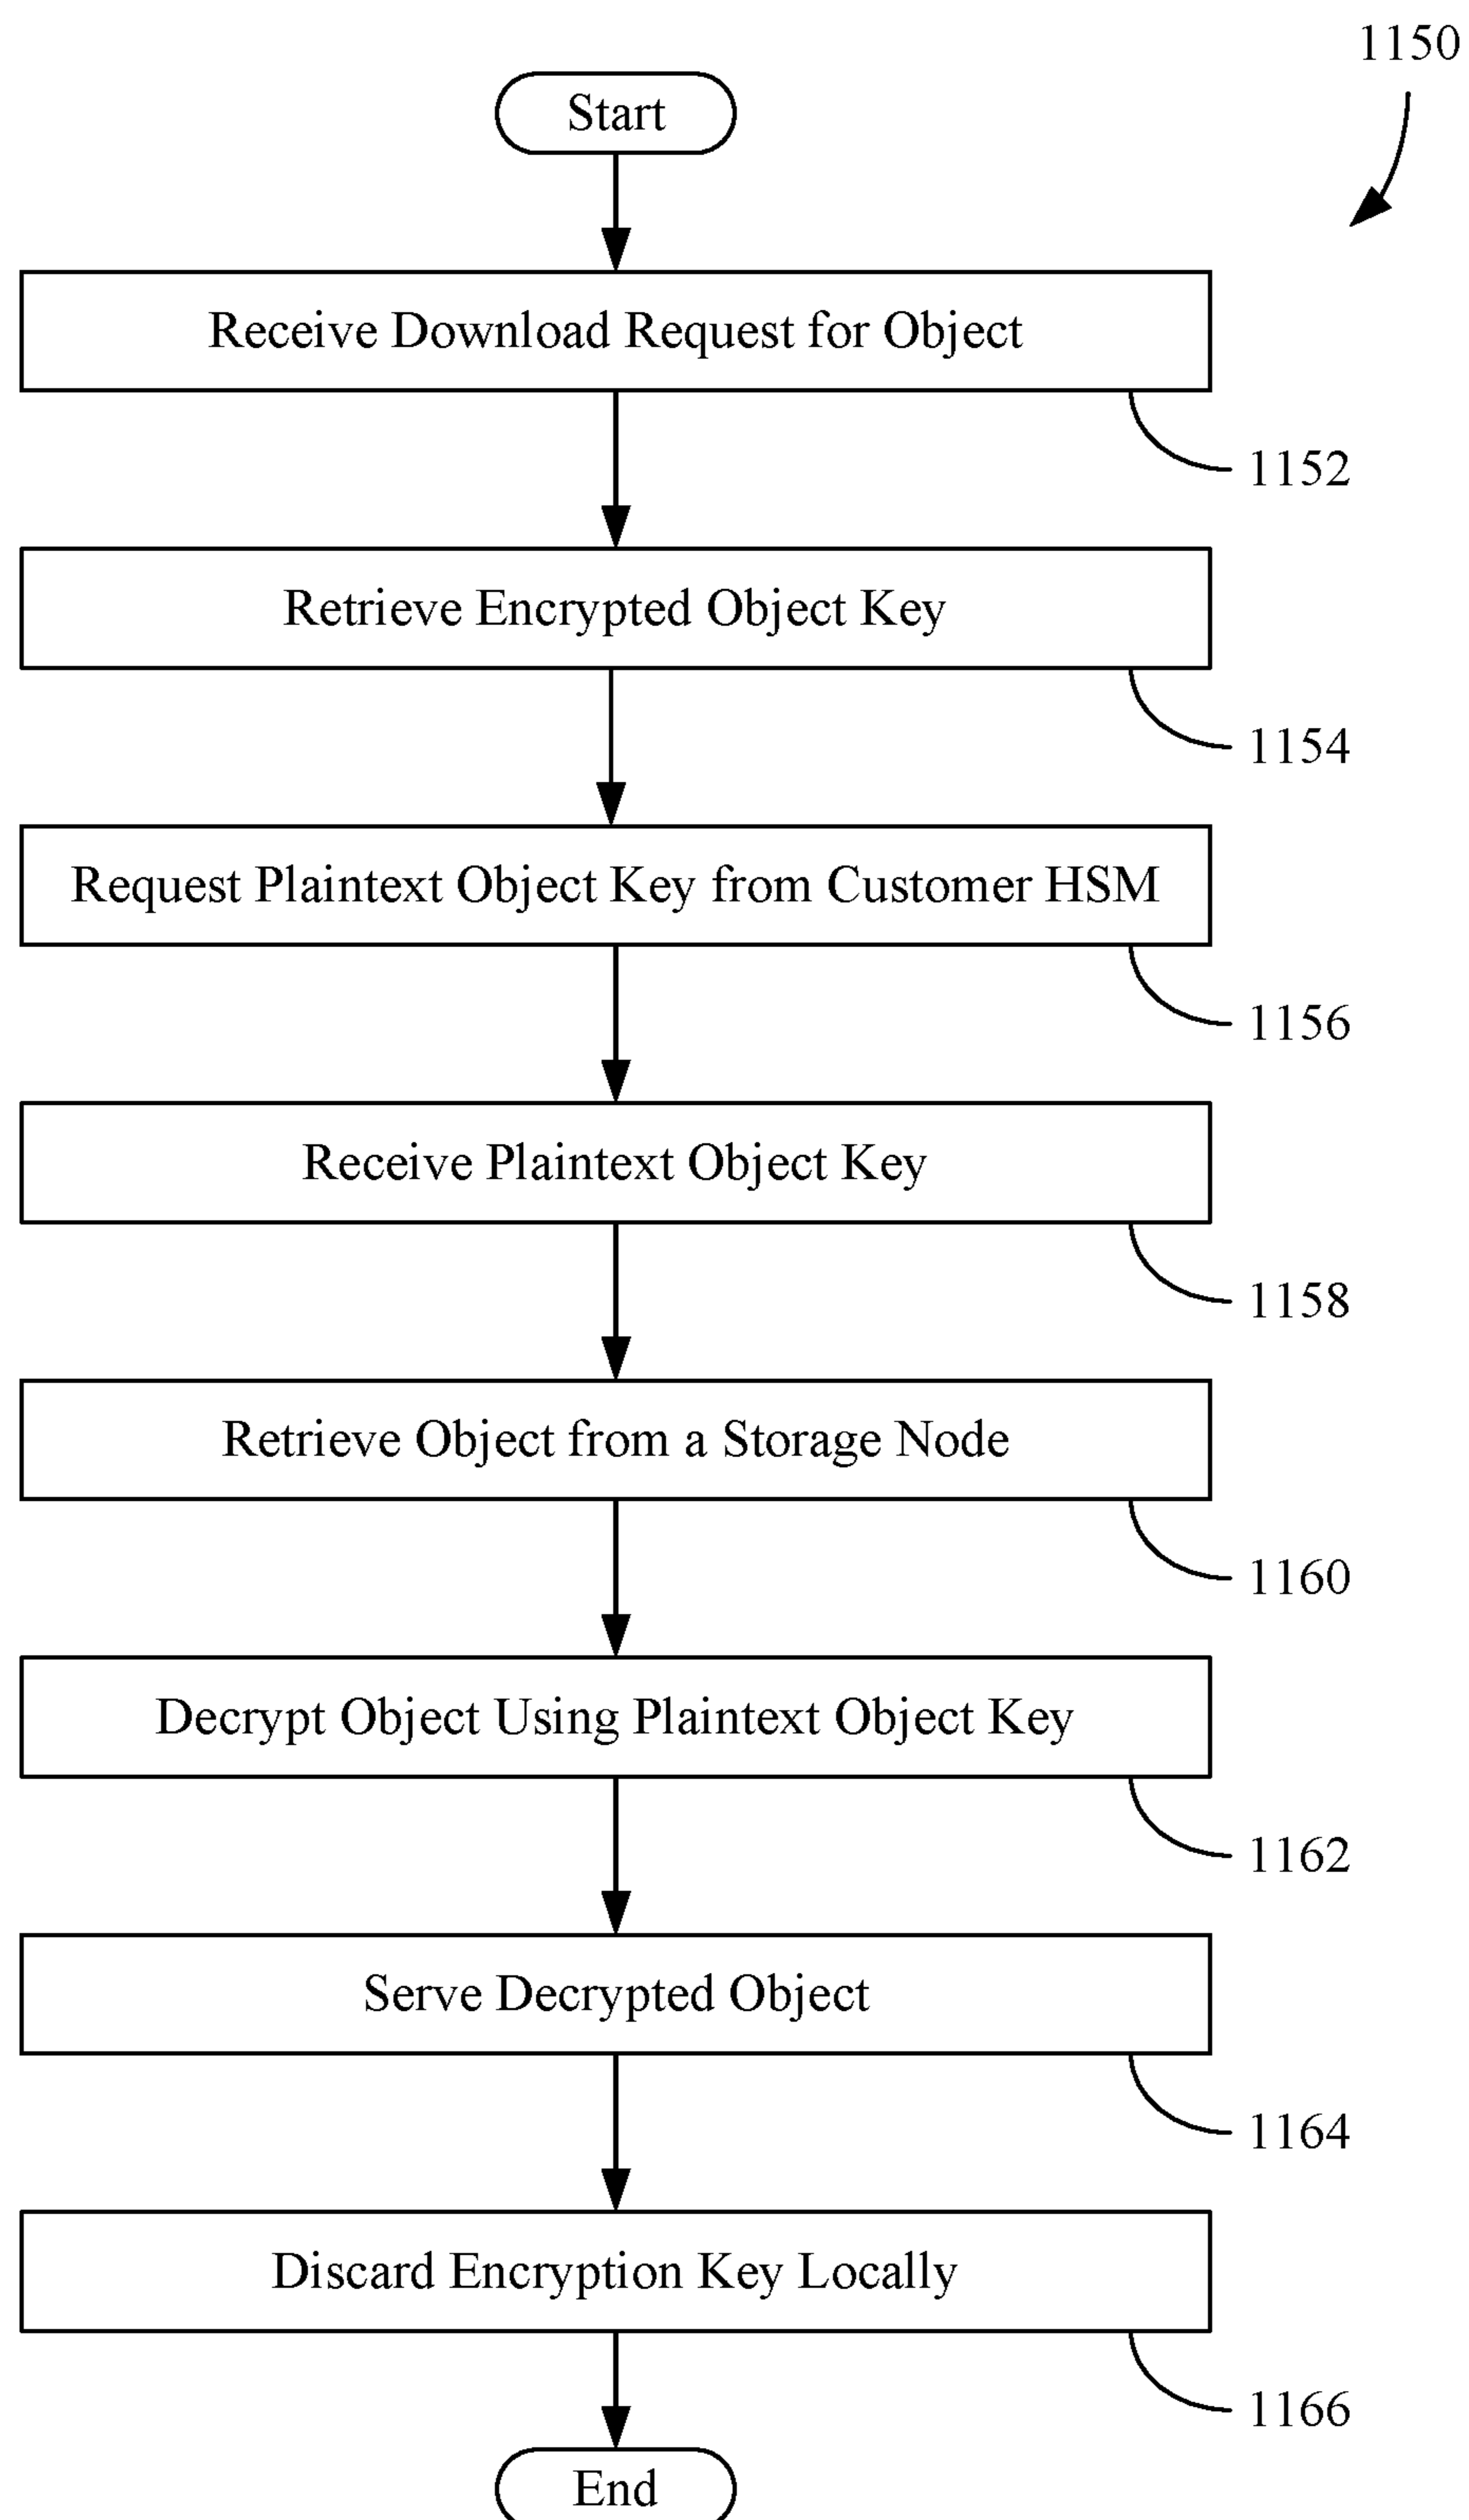 1150
Start
Receive Download Request for Object
1152
Retrieve Encrypted Object Key
1154
Request Plaintext Object Key from Customer HSM
1156
Receive Plaintext Object Key
1158
Retrieve Object from a Storage Node
1160
Decrypt Object Using Plaintext Object Key
1162
Serve Decrypted Object
1164
Discard Encryption Key Locally
1166
End